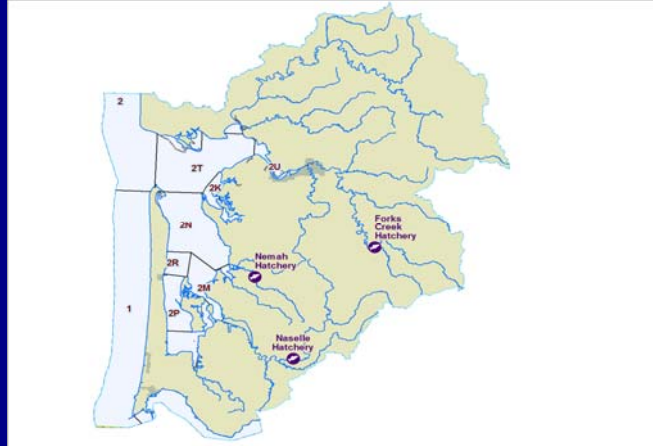 2
2T
2U
2K
2N
Forks
Creek
Hatchery
Nemah
Hatchery
2R
2M
1
2P
Naselle
Hatchery